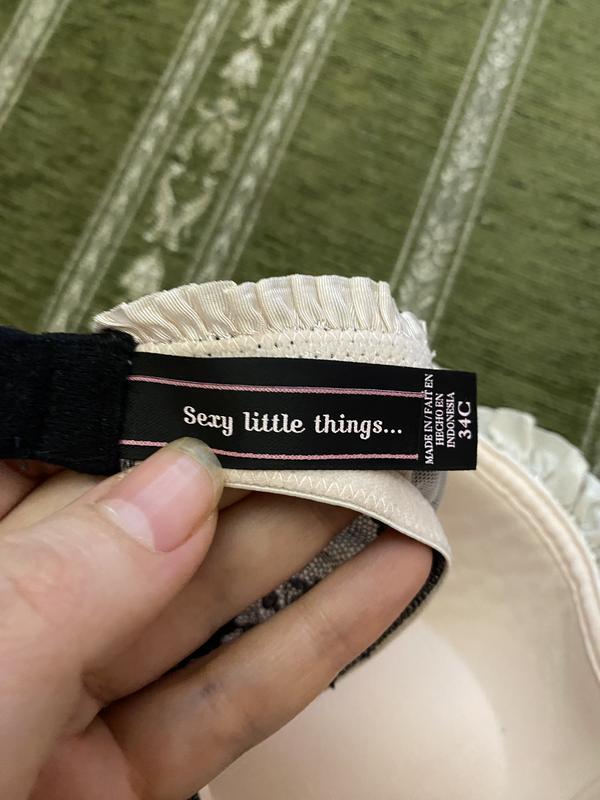 Sexy little things...
MADE IN / FAIT EN
HECHO EN
INDONESIA
34C